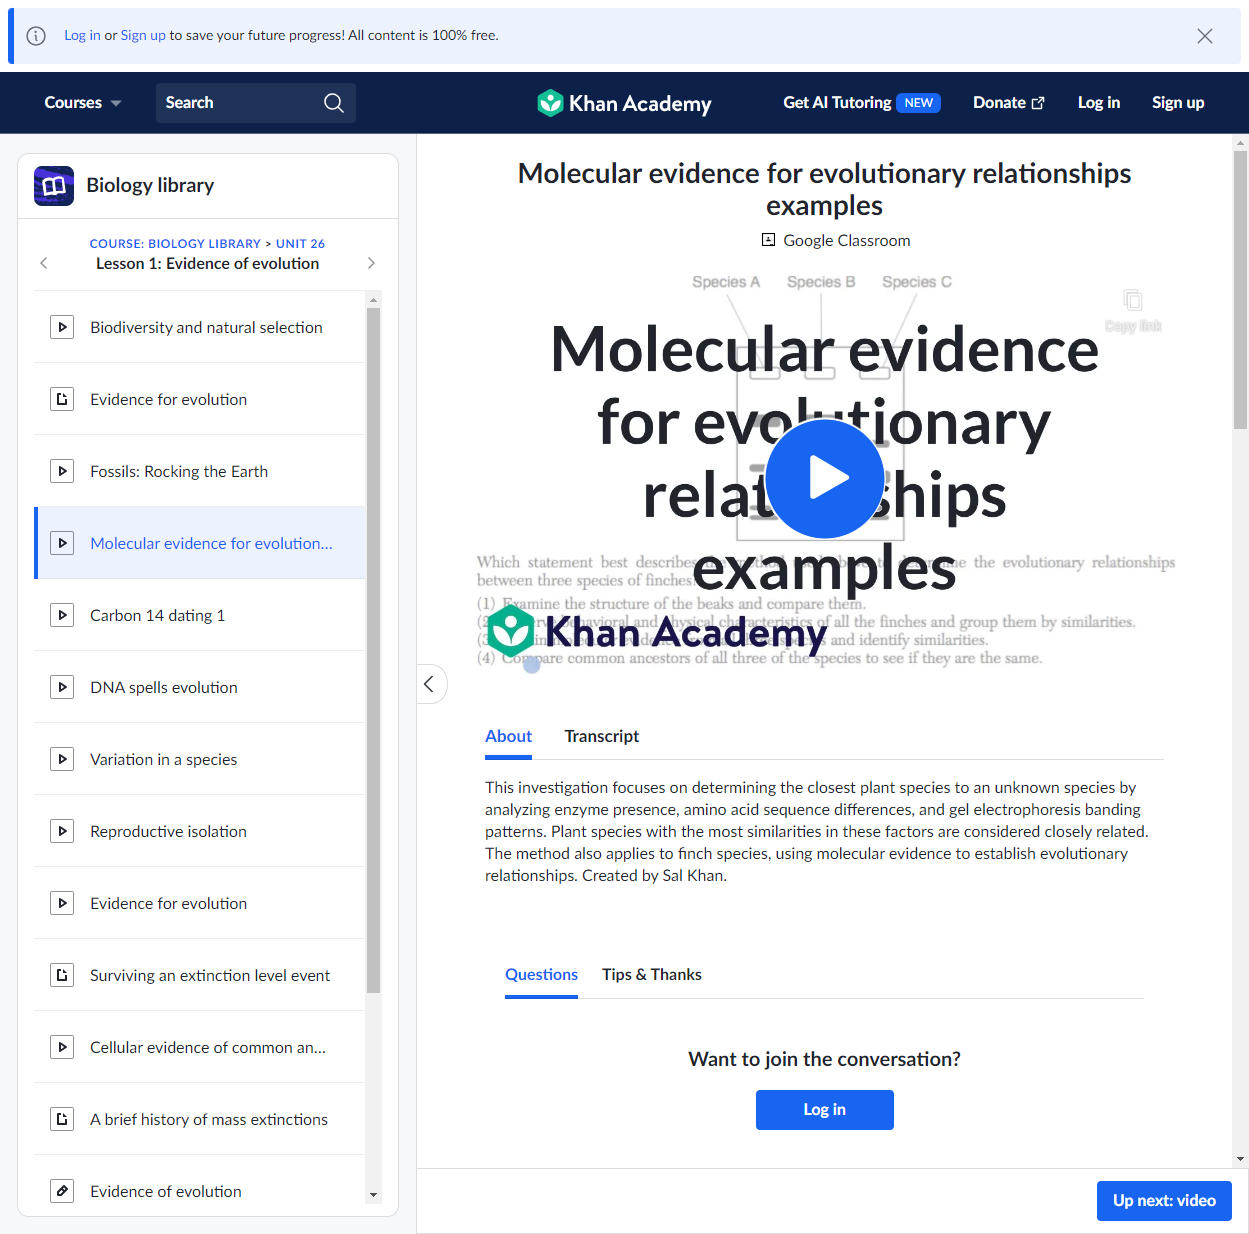 Log in or Sign up to save your future progress! All content is 100% free.
Courses
Search
Khan Academy
Get AI Tutoring NEW
Donate
Log in
Sign up
Biology library
COURSE: BIOLOGY LIBRARY > UNIT 26
Lesson 1: Evidence of evolution
Biodiversity and natural selection
Evidence for evolution
Fossils: Rocking the Earth
Molecular evidence for evolution...
Carbon 14 dating 1
DNA spells evolution
Variation in a species
Reproductive isolation
Evidence for evolution
Surviving an extinction level event
Cellular evidence of common an...
A brief history of mass extinctions
Evidence of evolution
Molecular evidence for evolutionary relationships
examples
Google Classroom
Species A Species B Species C
Copy link
Molecular evidence
for evolutionary
relationships
examples
Which statement best describes the method used above to determine the evolutionary relationships
between three species of finches?
(1) Examine the structure of the beaks and compare them.
behavioral and physical characteristics of all the finches and group them by similarities.
species and identify similarities.
(4) Compare common ancestors of all three of the species to see if they are the same.
Khan Academy
About
Transcript
This investigation focuses on determining the closest plant species to an unknown species by
analyzing enzyme presence, amino acid sequence differences, and gel electrophoresis banding
patterns. Plant species with the most similarities in these factors are considered closely related.
The method also applies to finch species, using molecular evidence to establish evolutionary
relationships. Created by Sal Khan.
Questions
Tips & Thanks
Want to join the conversation?
Log in
Up next: video